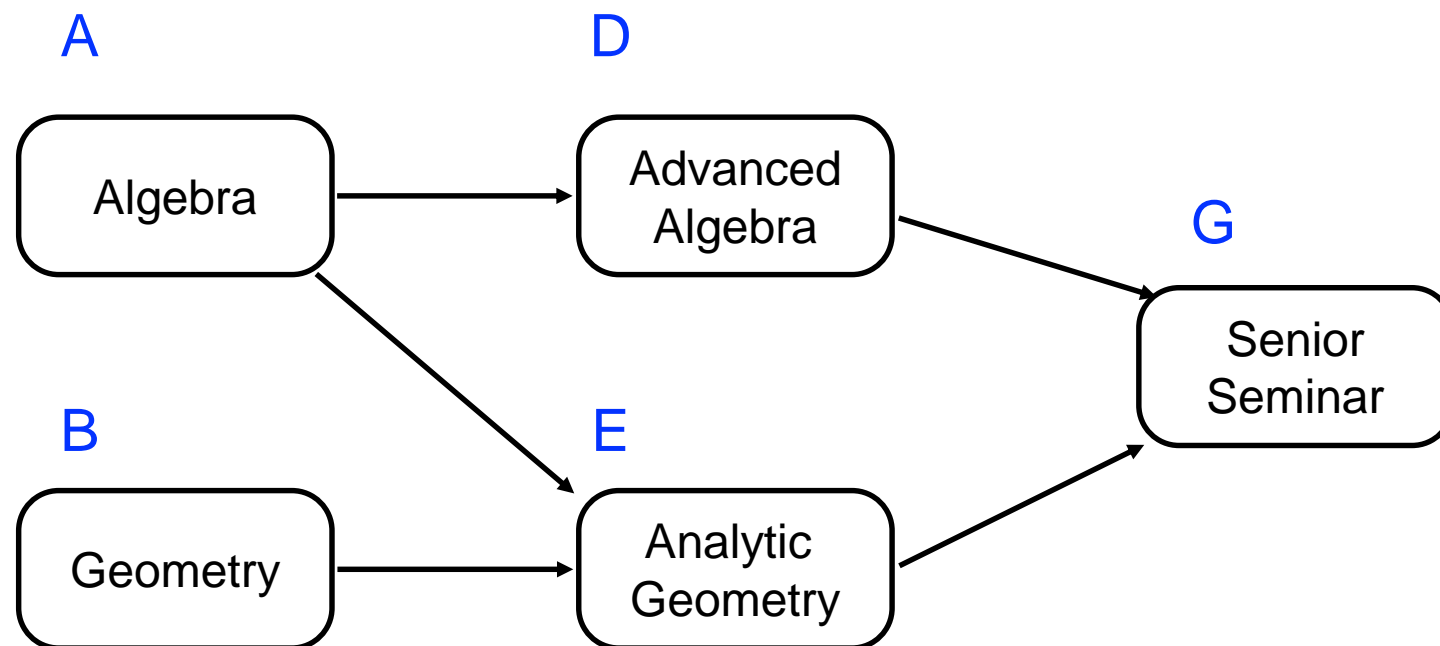 A
D
Algebra
Advanced
Algebra
G
Senior
Seminar
B
E
Geometry
Analytic
Geometry